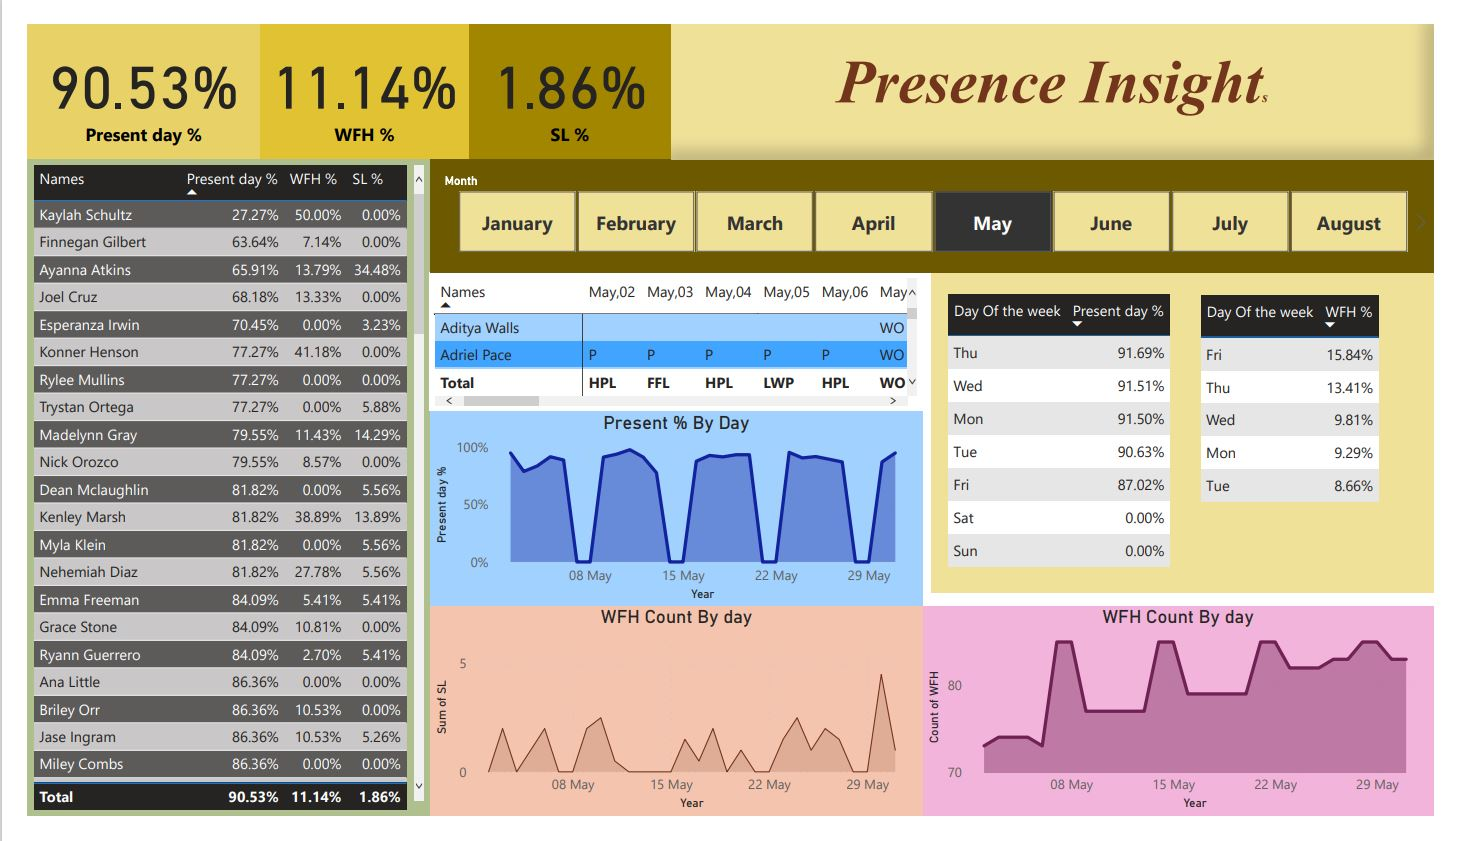 90.53%
Present day %
11.14%
WFH %
1.86%
SL %
Presence Insights
Names Present day % WFH % SL %
Kaylah Schultz 27.27% 50.00% 0.00%
Finnegan Gilbert 63.64% 7.14% 0.00%
Ayanna Atkins 65.91% 13.79% 34.48%
Joel Cruz 68.18% 13.33% 0.00%
Esperanza Irwin 70.45% 0.00% 3.23%
Konner Henson 77.27% 41.18% 0.00%
Rylee Mullins 77.27% 0.00% 0.00%
Trystan Ortega 77.27% 0.00% 5.88%
Madelynn Gray 79.55% 11.43% 14.29%
Nick Orozco 79.55% 8.57% 0.00%
Dean Mclaughlin 81.82% 0.00% 5.56%
Kenley Marsh 81.82% 38.89% 13.89%
Myla Klein 81.82% 0.00% 5.56%
Nehemiah Diaz 81.82% 27.78% 5.56%
Emma Freeman 84.09% 5.41% 5.41%
Grace Stone 84.09% 10.81% 0.00%
Ryann Guerrero 84.09% 2.70% 5.41%
Ana Little 86.36% 0.00% 0.00%
Briley Orr 86.36% 10.53% 0.00%
Jase Ingram 86.36% 10.53% 5.26%
Miley Combs 86.36% 0.00% 0.00%
Total 90.53% 11.14% 1.86%
Month
January February March April May June July August
Names May,02 May,03 May,04 May,05 May,06 May
Aditya Walls WO
Adriel Pace P P P P P WO
Total HPL FFL HPL LWP HPL WO
Day Of the week Present day %
Thu 91.69%
Wed 91.51%
Mon 91.50%
Tue 90.63%
Fri 87.02%
Sat 0.00%
Sun 0.00%
Day Of the week WFH %
Fri 15.84%
Thu 13.41%
Wed 9.81%
Mon 9.29%
Tue 8.66%
Present % By Day
Present day %
100%
50%
0%
08 May 15 May 22 May 29 May
Year
WFH Count By day
Sum of SL
5
0
08 May 15 May 22 May 29 May
Year
WFH Count By day
Count of WFH
80
70
08 May 15 May 22 May 29 May
Year